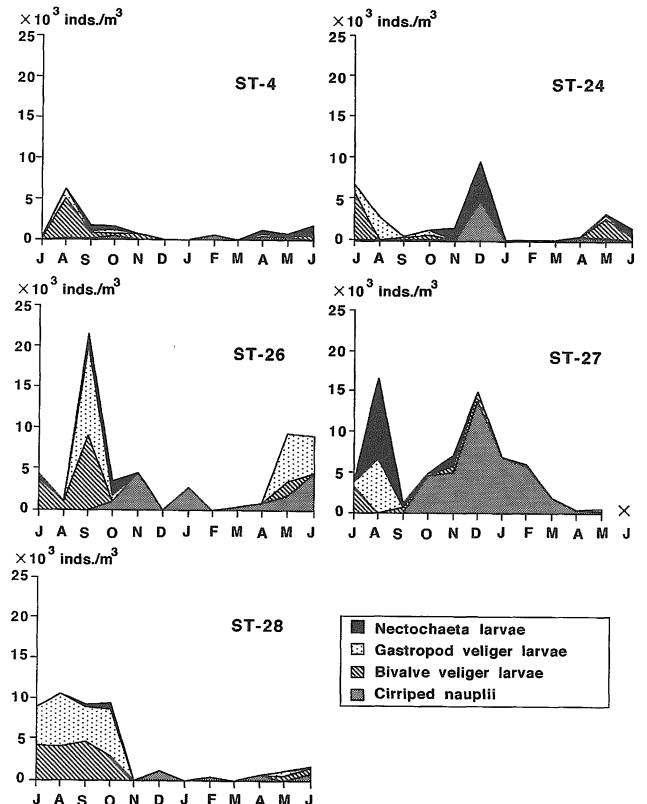 ×10³ inds./m³
25
20
15
10
5
0
ST-4
J A S O N D J F M A M J
×10³ inds./m³
25
20
15
10
5
0
ST-24
J A S O N D J F M A M J
×10³ inds./m³
25
20
15
10
5
0
ST-26
J A S O N D J F M A M J
×10³ inds./m³
25
20
15
10
5
0
ST-27
J A S O N D J F M A M J
×
×10³ inds./m³
25
20
15
10
5
0
ST-28
J A S O N D J F M A M J
Nectochaeta larvae
Gastropod veliger larvae
Bivalve veliger larvae
Cirriped nauplii